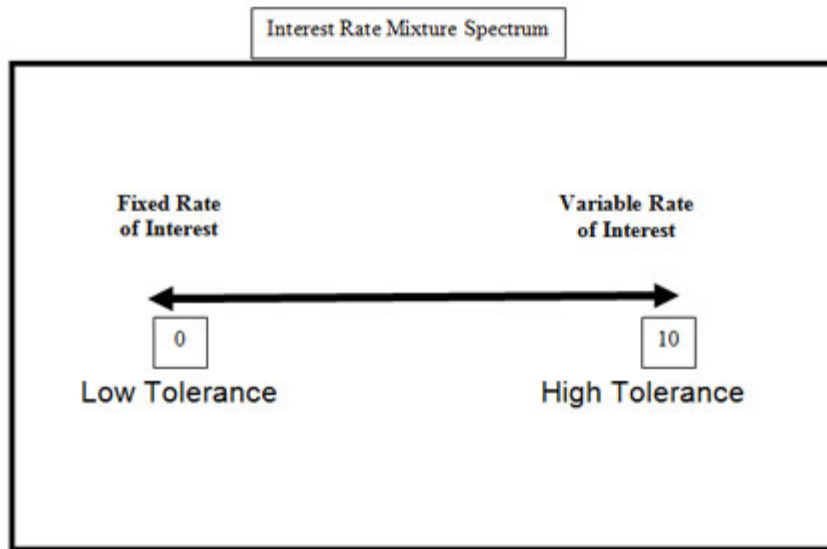 Interest Rate Mixture Spectrum
Fixed Rate
of Interest
Variable Rate
of Interest
0
10
Low Tolerance
High Tolerance